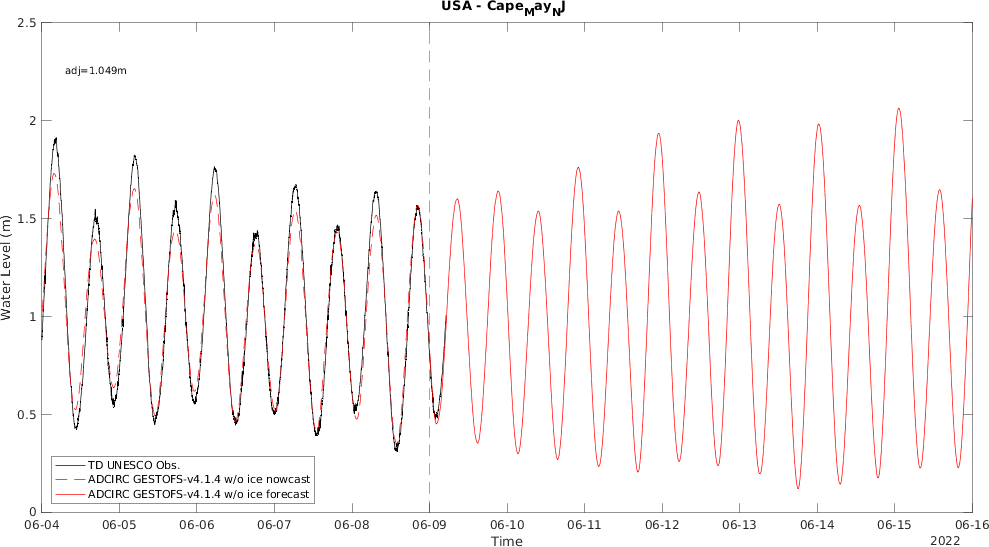 USA - Cape_May_NJ
2.5
adj=1.049m
2
1.5
Water Level (m)
1
0.5
TD UNESCO Obs.
ADCIRC GESTOFS-v4.1.4 w/o ice nowcast
ADCIRC GESTOFS-v4.1.4 w/o ice forecast
0
06-04 06-05 06-06 06-07 06-08 06-09 06-10 06-11 06-12 06-13 06-14 06-15 06-16
Time
2022